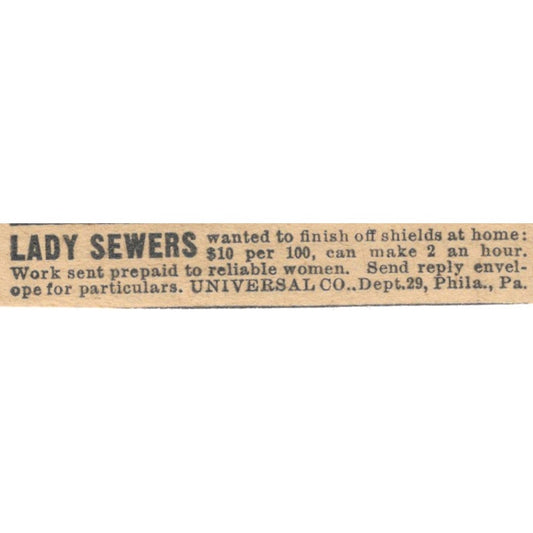 LADY SEWERS wanted to finish off shields at home:
$10 per 100, can make 2 an hour.
Work sent prepaid to reliable women. Send reply envel-
ope for particulars. UNIVERSAL CO.. Dept. 29, Phila., Pa.